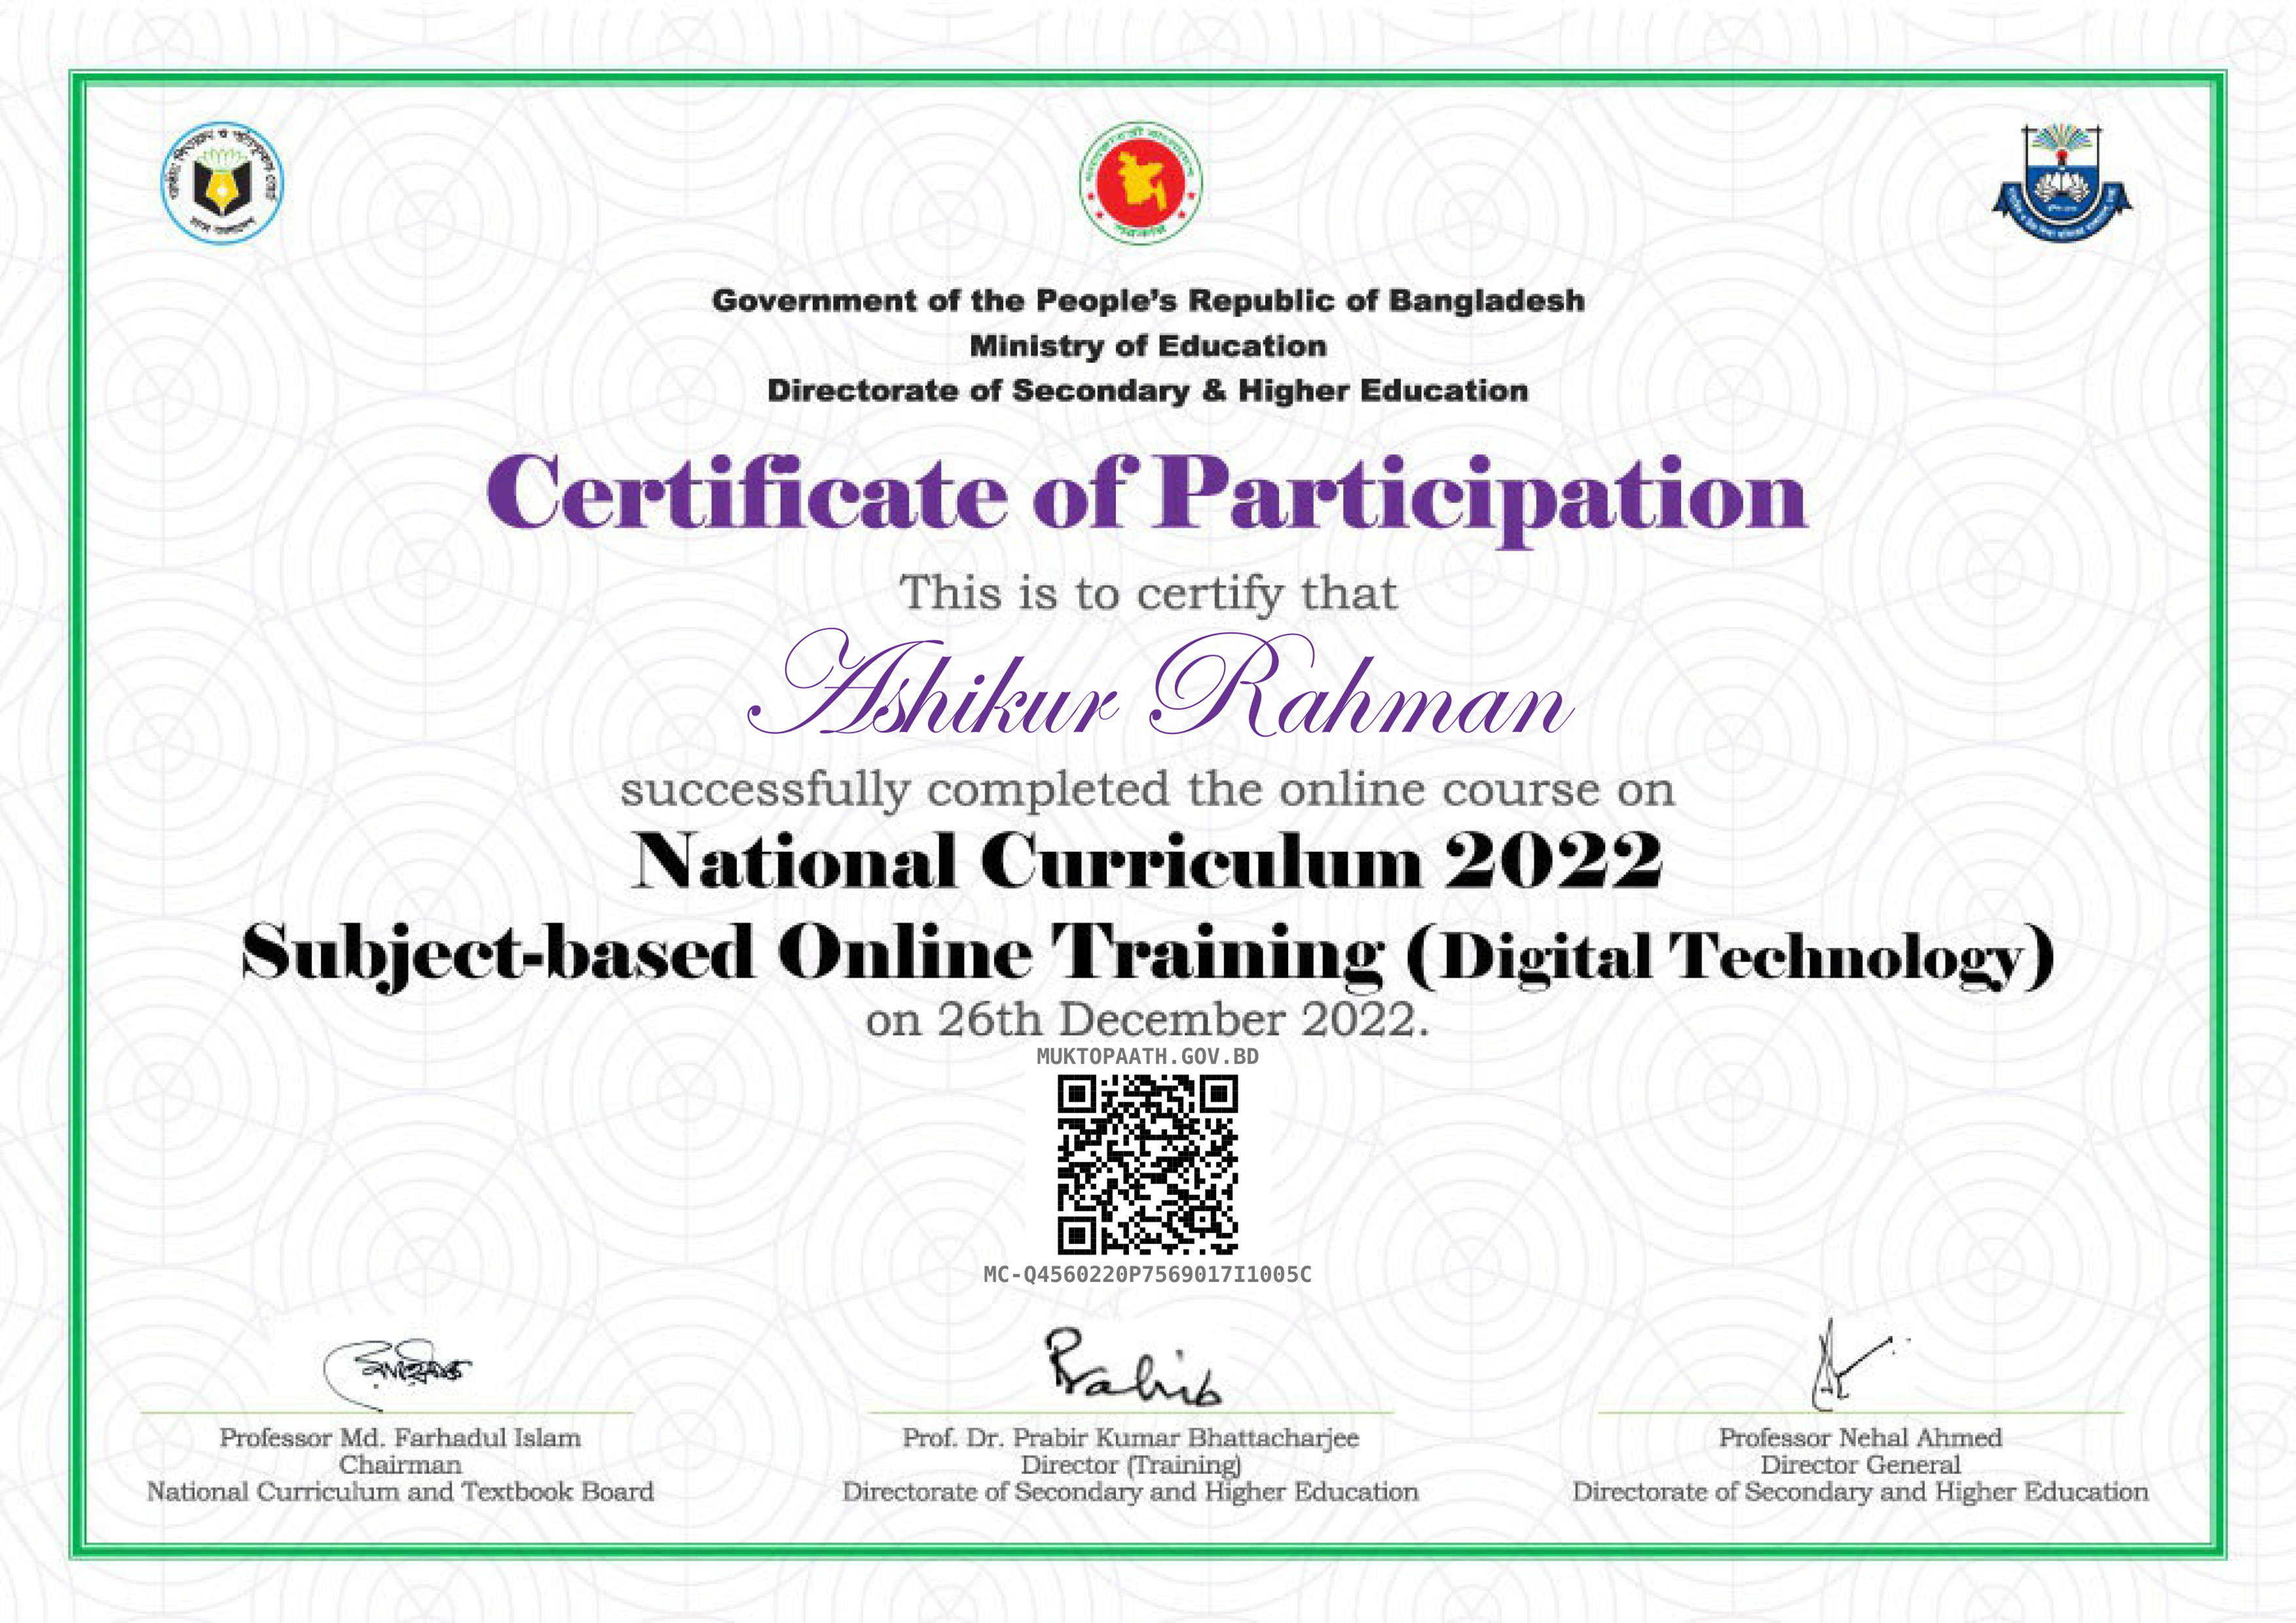 Government of the People's Republic of Bangladesh
Ministry of Education
Directorate of Secondary & Higher Education
Certificate of Participation
This is to certify that
Ashikur Rahman
successfully completed the online course on
National Curriculum 2022
Subject-based Online Training (Digital Technology)
on 26th December 2022.
MUKTOPAATH.GOV.BD
MC-Q4560220P7569017I1005C
Prabib
Professor Md. Farhadul Islam
Chairman
National Curriculum and Textbook Board
Prof. Dr. Prabir Kumar Bhattacharjee
Director (Training)
Directorate of Secondary and Higher Education
Professor Nehal Ahmed
Director General
Directorate of Secondary and Higher Education